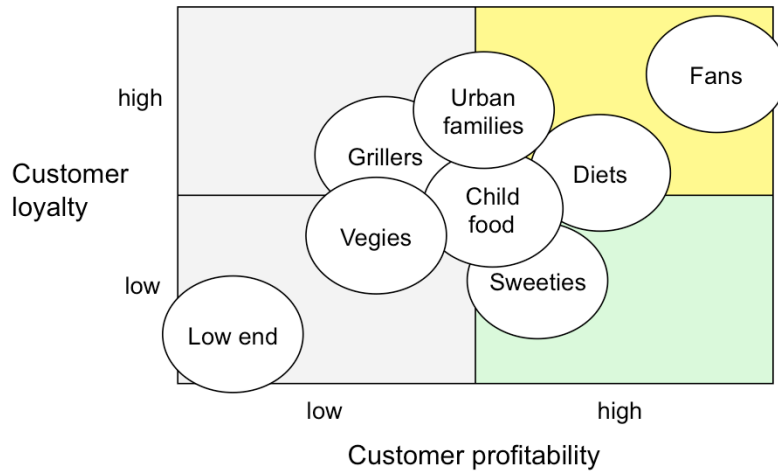 Urban
families
Fans
high
Grillers
Diets
Customer
loyalty
Child
food
Vegies
low
Sweeties
Low end
low
high
Customer profitability